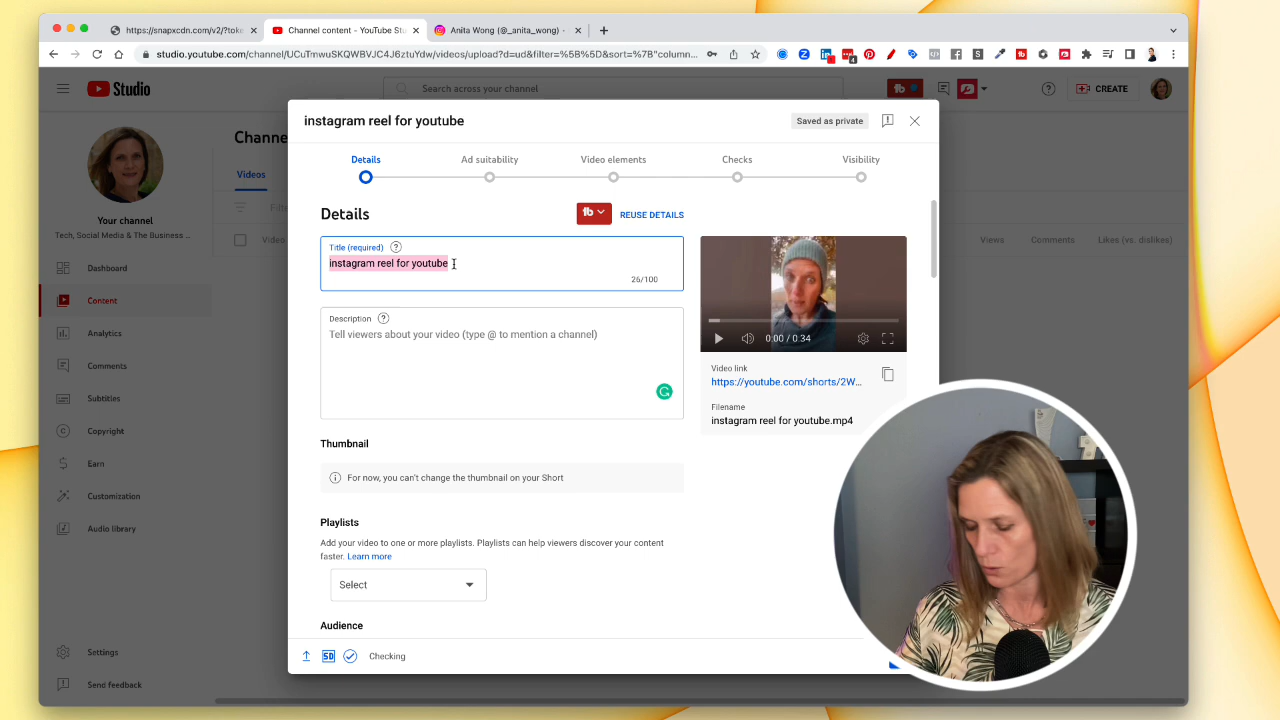 https://snapxcdn.com/v2/?toke
Channel content - YouTube Stu
Anita Wong (@_anita_wong) -
studio.youtube.com/channel/UCuTmwuSKQWBVJC4J6ztuYdw/videos/upload?d=ud&filter=%5B%5D&sort=%7B"column...
Studio
Search across your channel
CREATE
instagram reel for youtube
Saved as private
Details
Ad suitability
Video elements
Checks
Visibility
Your channel
Tech, Social Media & The Business ...
Dashboard
Content
Analytics
Comments
Subtitles
Copyright
Earn
Customization
Audio library
Settings
Send feedback
Channe
Videos
Filt
Video
Views
Comments
Likes (vs. dislikes)
Details
REUSE DETAILS
Title (required)
instagram reel for youtube
26/100
Description
Tell viewers about your video (type @ to mention a channel)
Thumbnail
For now, you can't change the thumbnail on your Short
Playlists
Add your video to one or more playlists. Playlists can help viewers discover your content
faster. Learn more
Select
Audience
0:00 / 0:34
Video link
https://youtube.com/shorts/2W...
Filename
instagram reel for youtube.mp4
SD
Checking